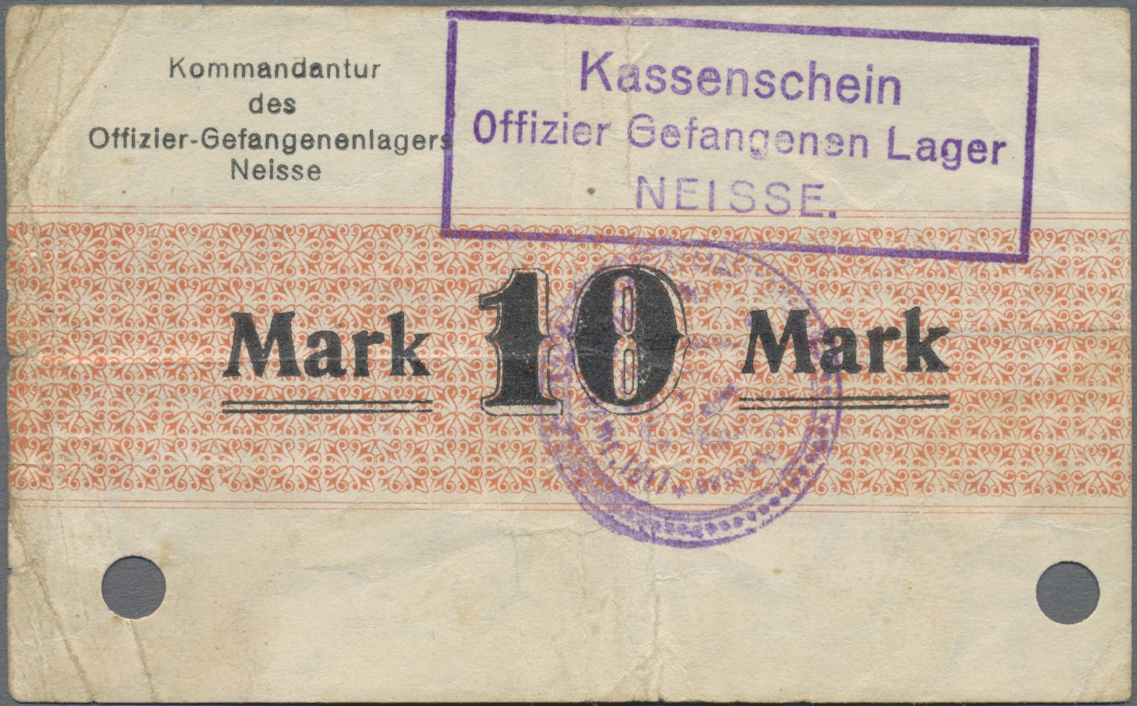 Kommandantur
des
Offizier-Gefangenenlagers
Neisse
Kassenschein
Offizier Gefangenen Lager
NEISSE.
Mark 10 Mark